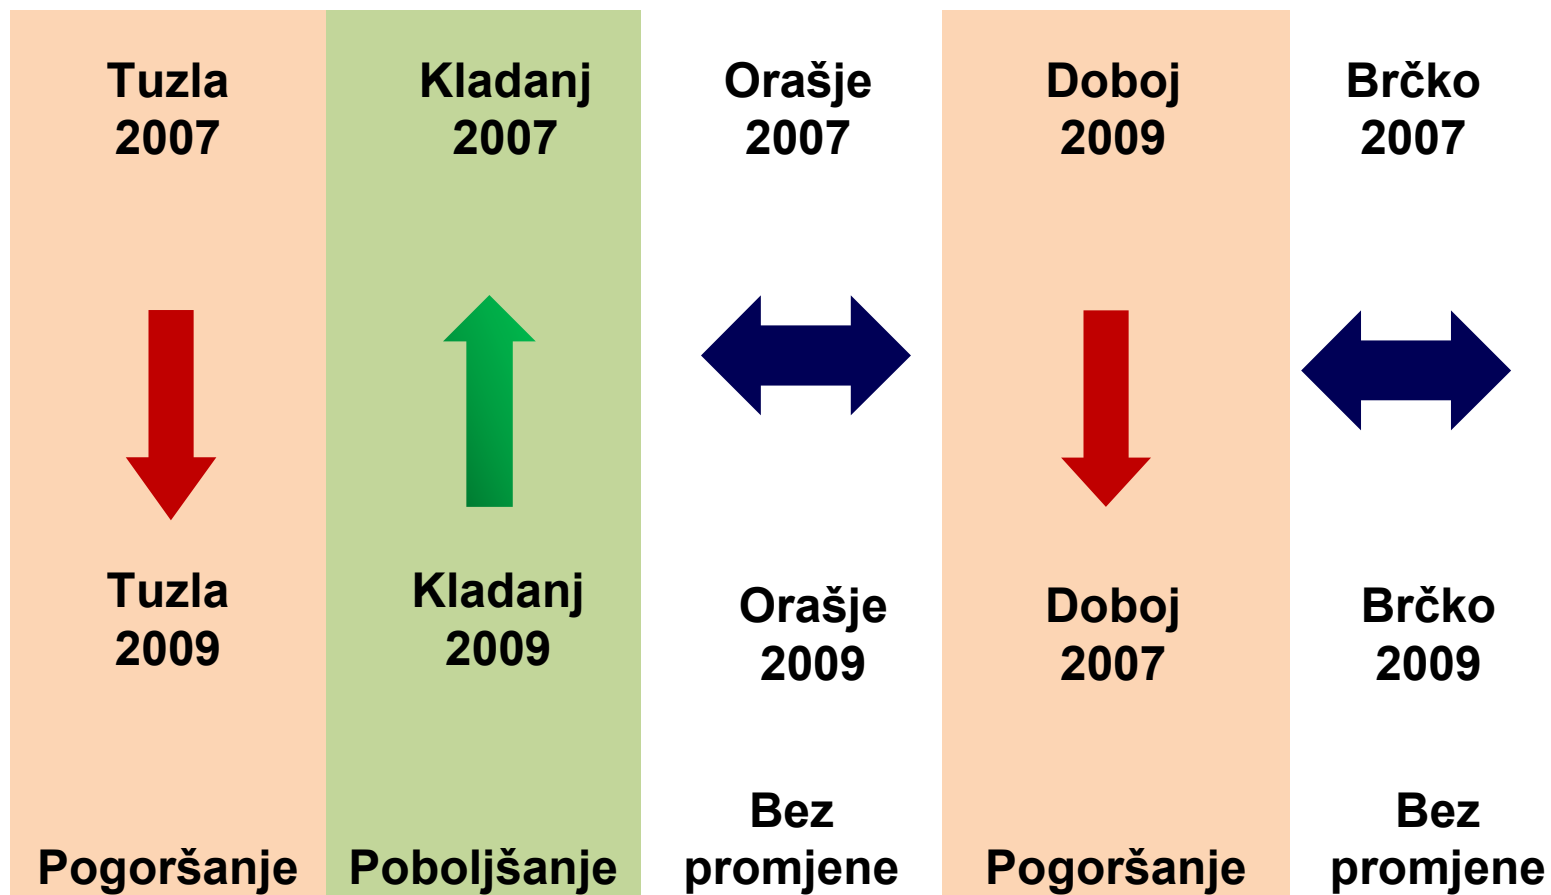 Tuzla
2007
Kladanj
2007
Orašje
2007
Doboj
2009
Brčko
2007
Tuzla
2009
Kladanj
2009
Orašje
2009
Doboj
2007
Brčko
2009
Pogoršanje
Poboljšanje
Bez
promjene
Pogoršanje
Bez
promjene